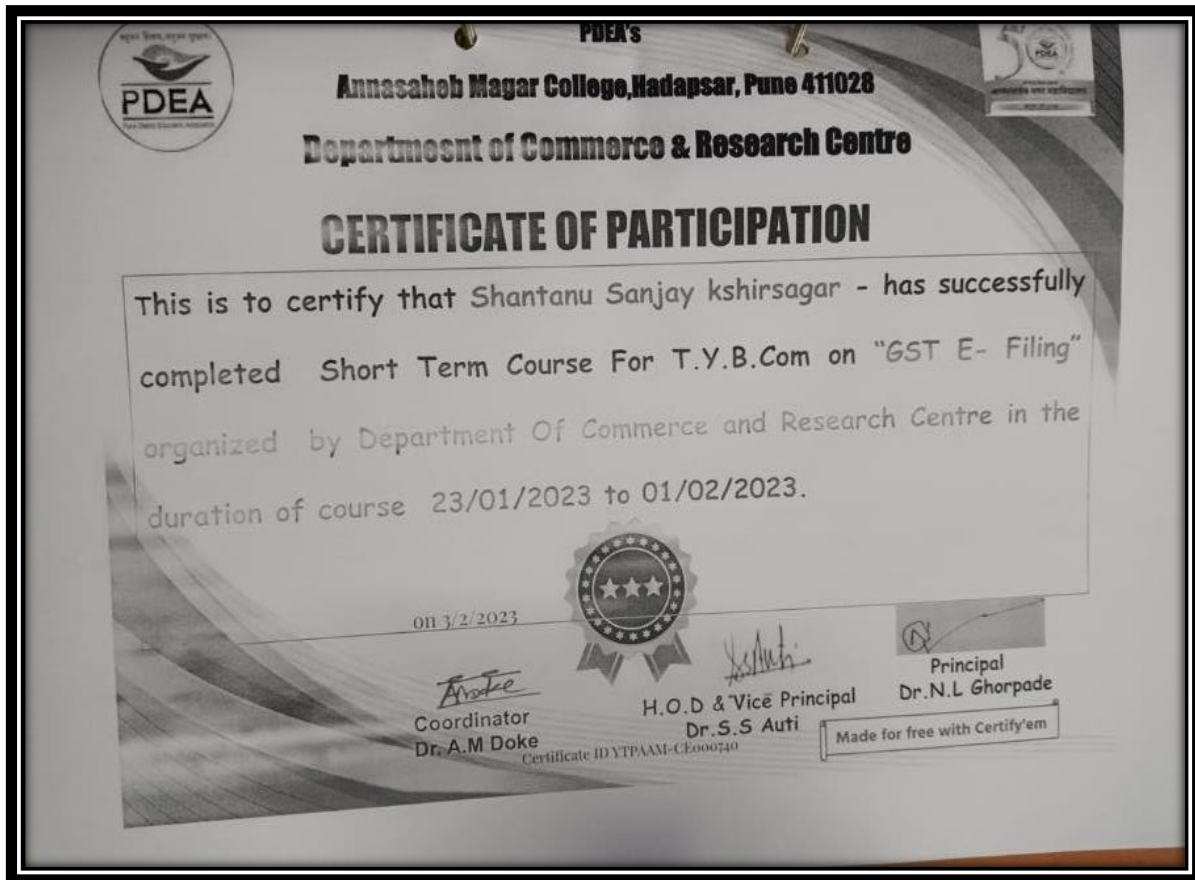 PDEA's
Annasaheb Magar College,Hadapsar, Pune 411028
PDEA
PDEA
Departmesnt of Commerce & Research Centre
CERTIFICATE OF PARTICIPATION
This is to certify that Shantanu Sanjay kshirsagar - has successfully
completed Short Term Course For T.Y.B.Com on "GST E- Filing"
organized by Department Of Commerce and Research Centre in the
duration of course 23/01/2023 to 01/02/2023.
on 3/2/2023
Coordinator
Dr. A.M Doke
H.O.D & Vice Principal
Dr.S.S Auti
Principal
Dr.N.L Ghorpade
Certificate ID YTPAAM-CE000740
Made for free with Certify'em